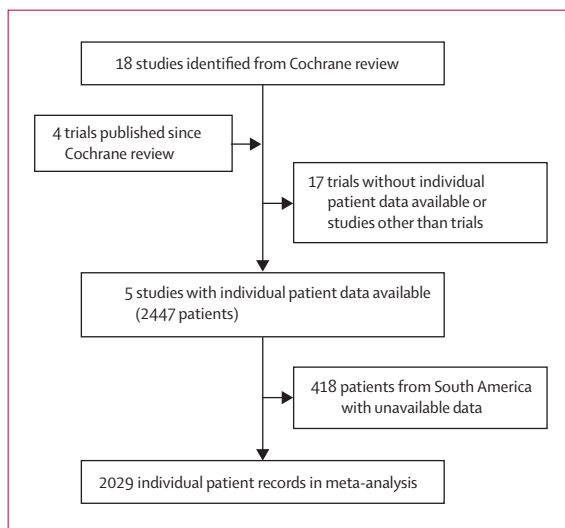 18 studies identified from Cochrane review
4 trials published since
Cochrane review
17 trials without individual
patient data available or
studies other than trials
5 studies with individual patient data available
(2447 patients)
418 patients from South America
with unavailable data
2029 individual patient records in meta-analysis